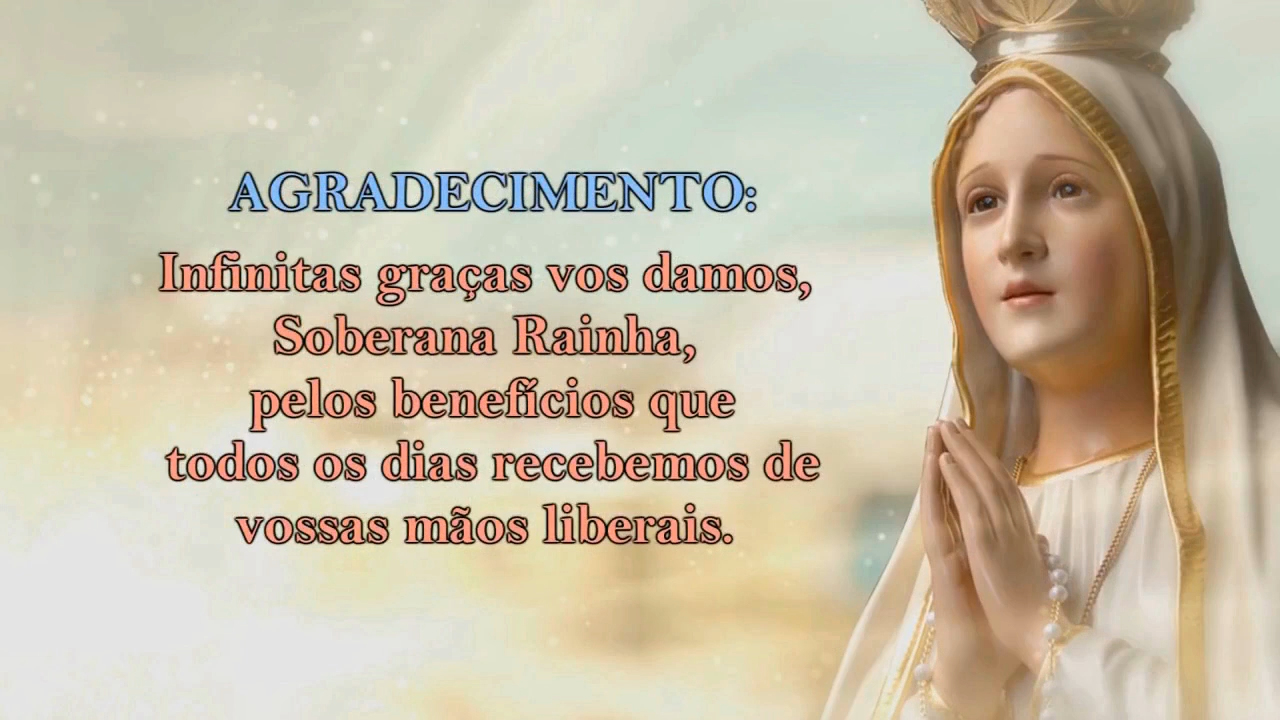 AGRADECIMENTO:
Infinitas graças vos damos,
Soberana Rainha,
pelos benefícios que
todos os dias recebemos de
vossas mãos liberais.